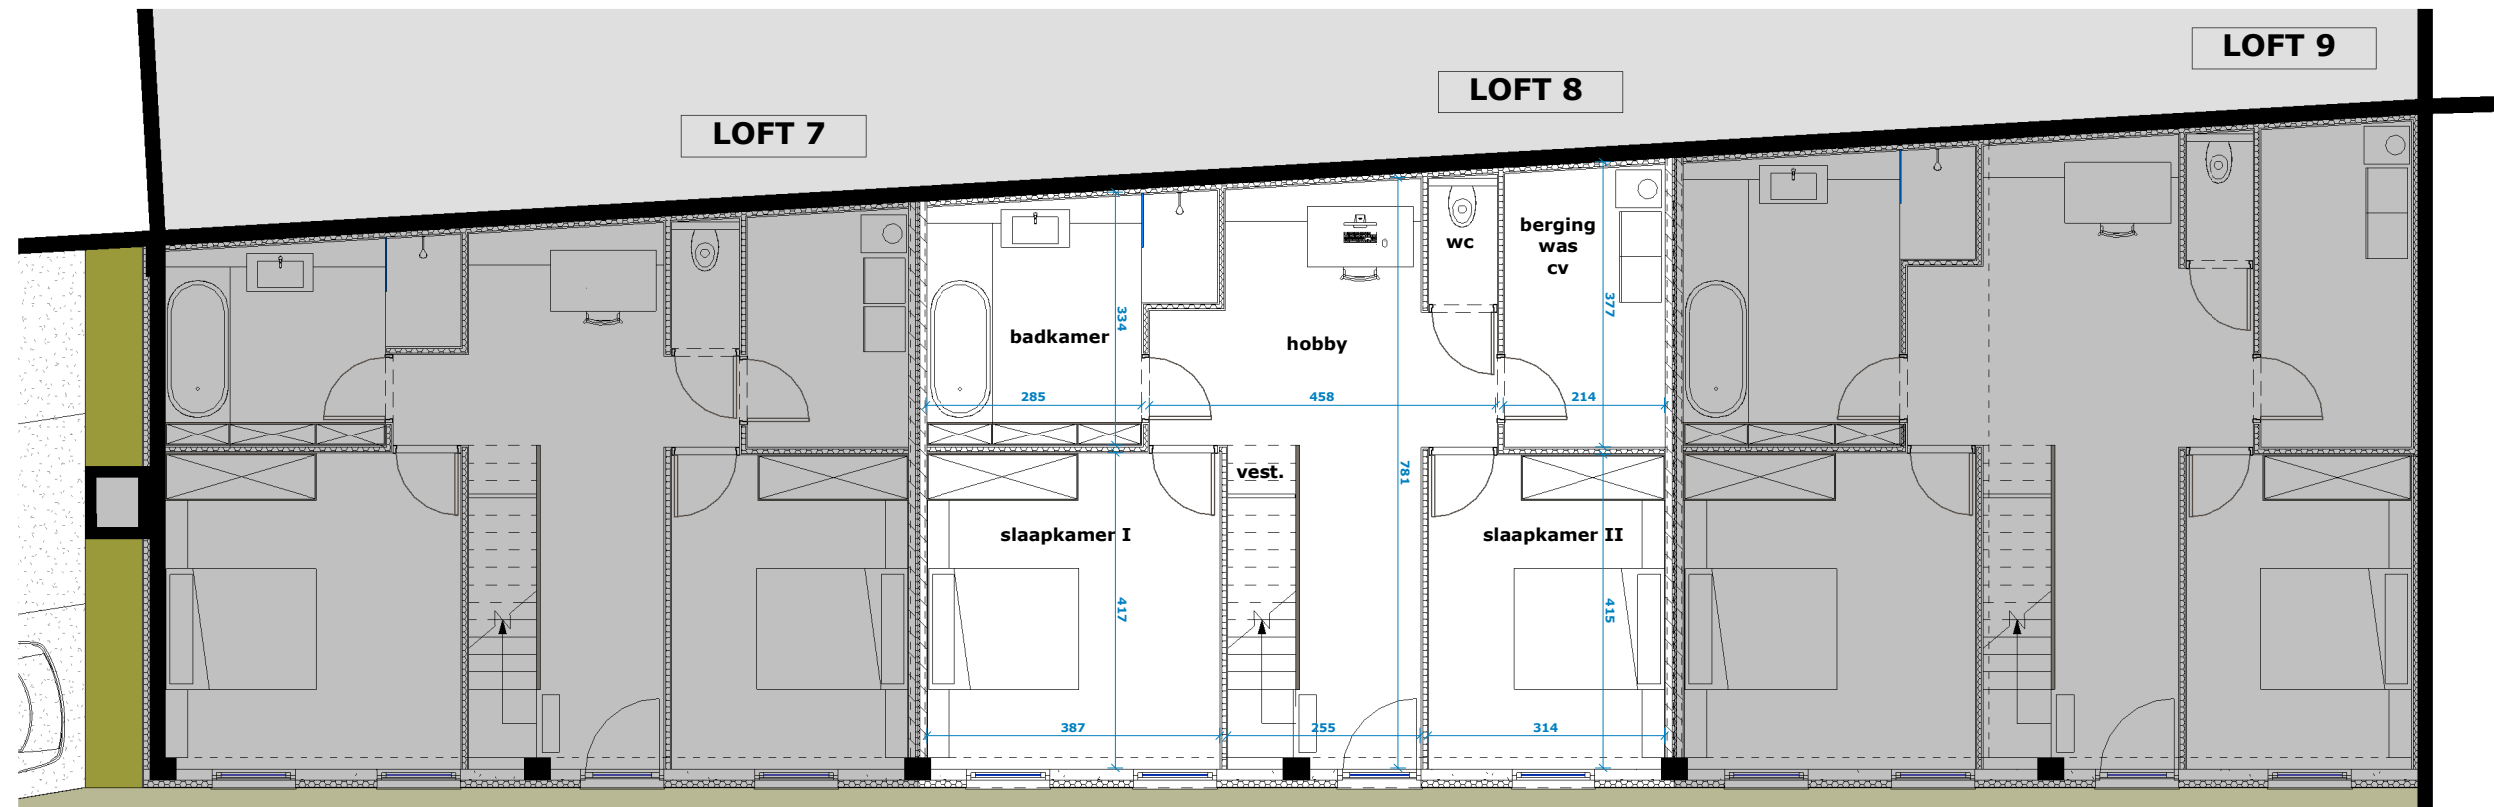 LOFT 9
LOFT 8
LOFT 7
berging
was
cv
wc
badkamer
hobby
334
377
285
458
214
vest.
781
slaapkamer I
slaapkamer II
417
415
387
255
314